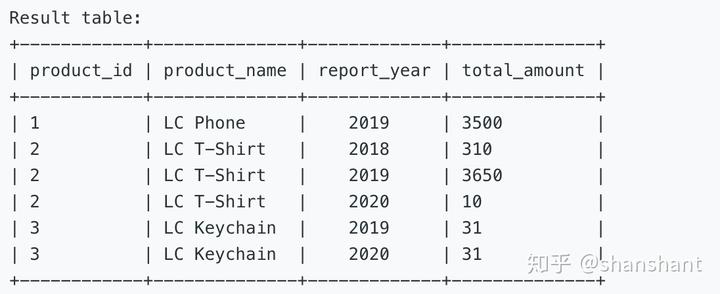 Result table:
+------------+--------------+-------------+--------------+
| product_id | product_name | report_year | total_amount |
+------------+--------------+-------------+--------------+
| 1          | LC Phone     |    2019     | 3500         |
| 2          | LC T-Shirt   |    2018     | 310          |
| 2          | LC T-Shirt   |    2019     | 3650         |
| 2          | LC T-Shirt   |    2020     | 10           |
| 3          | LC Keychain  |    2019     | 31           |
| 3          | LC Keychain  |    2020     | 31           |
+------------+--------------+-------------+--------------+
知乎 @shanshant